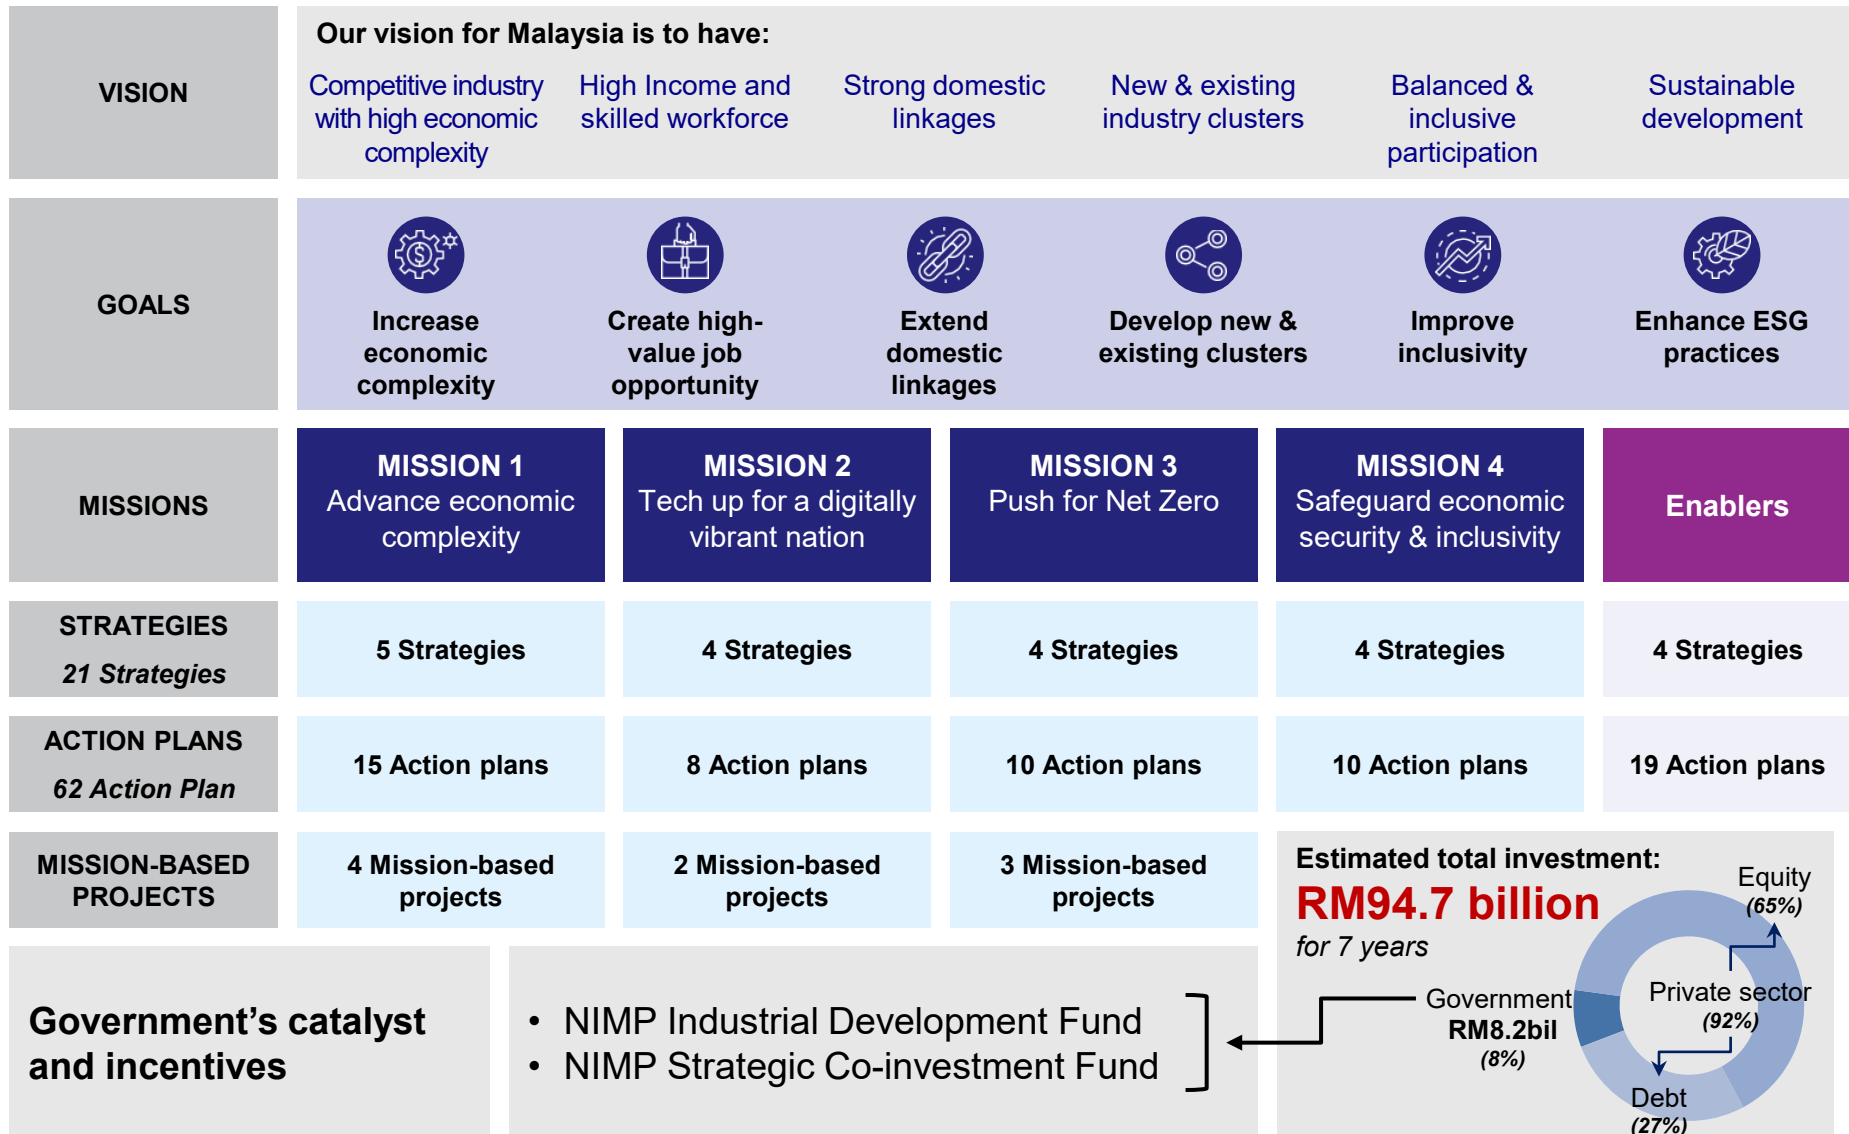 VISION
Our vision for Malaysia is to have:
Competitive industry
with high economic
complexity
High Income and
skilled workforce
Strong domestic
linkages
New & existing
industry clusters
Balanced &
inclusive
participation
Sustainable
development
GOALS
Increase
economic
complexity
Create high-
value job
opportunity
Extend
domestic
linkages
Develop new &
existing clusters
Improve
inclusivity
Enhance ESG
practices
MISSIONS
MISSION 1
Advance economic
complexity
MISSION 2
Tech up for a digitally
vibrant nation
MISSION 3
Push for Net Zero
MISSION 4
Safeguard economic
security & inclusivity
Enablers
STRATEGIES
21 Strategies
5 Strategies
4 Strategies
4 Strategies
4 Strategies
4 Strategies
ACTION PLANS
62 Action Plan
15 Action plans
8 Action plans
10 Action plans
10 Action plans
19 Action plans
MISSION-BASED
PROJECTS
4 Mission-based
projects
2 Mission-based
projects
3 Mission-based
projects
Estimated total investment:
RM94.7 billion
for 7 years
Equity
(65%)
Private sector
(92%)
Government
RM8.2bil
(8%)
Debt
(27%)
Government's catalyst
and incentives
• NIMP Industrial Development Fund
• NIMP Strategic Co-investment Fund